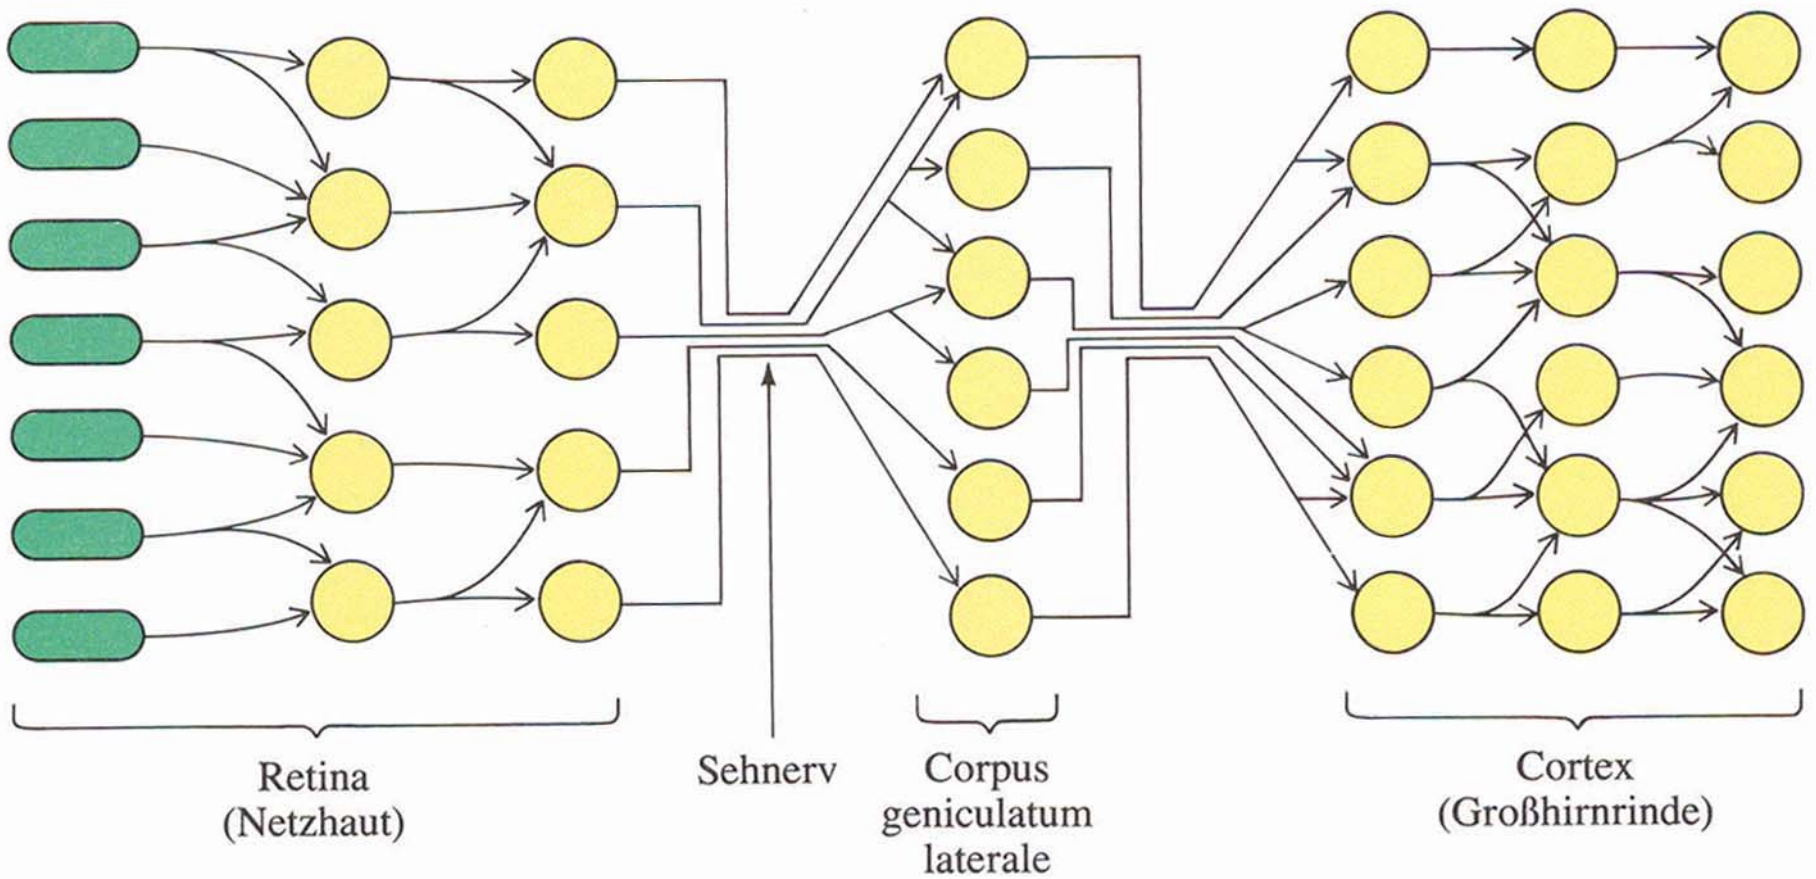 Retina
(Netzhaut)
Sehnerv
Corpus
geniculatum
laterale
Cortex
(Großhirnrinde)